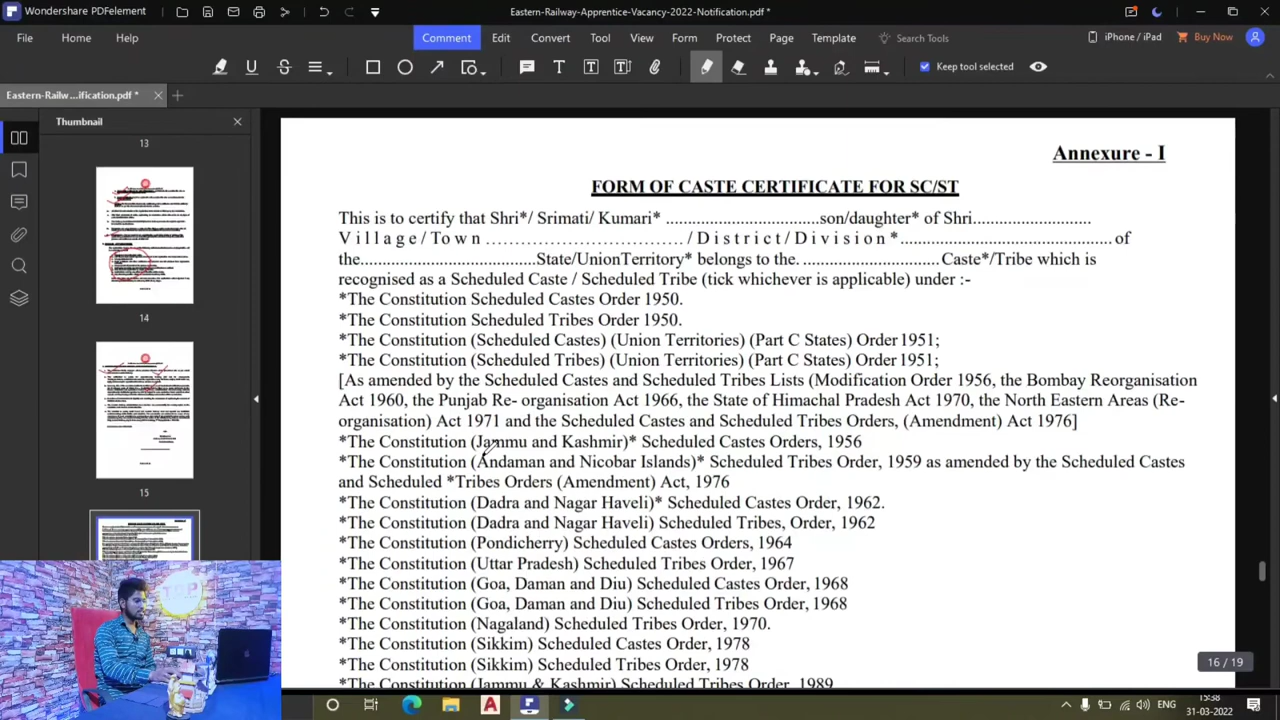 Wondershare PDFelement
Eastern-Railway-Apprentice-Vacancy-2022-Notification.pdf *
File Home Help Comment Edit Convert Tool View Form Protect Page Template Search Tools iPhone / iPad Buy Now
Keep tool selected
Eastern-Railw ...ification.pdf *
Thumbnail
13
14
15
Annexure - I
FORM OF CASTE CERTIFICATE FOR SC/ST
This is to certify that Shri*/ Srimati/ Kumari* ...................................son/daughter* of Shri...........................
Village/Town ............................/District/Division*............................................of
the........................................State/UnionTerritory* belongs to the. ............................... Caste*/Tribe which is
recognised as a Scheduled Caste / Scheduled Tribe (tick whichever is applicable) under :-
*The Constitution Scheduled Castes Order 1950.
*The Constitution Scheduled Tribes Order 1950.
*The Constitution (Scheduled Castes) (Union Territories) (Part C States) Order 1951;
*The Constitution (Scheduled Tribes) (Union Territories) (Part C States) Order 1951;
[As amended by the Scheduled Castes and Scheduled Tribes Lists (Modification Order 1956, the Bombay Reorganisation
Act 1960, the Punjab Re- organisation Act 1966, the State of Himachal Pradesh Act 1970, the North Eastern Areas (Re-
organisation) Act 1971 and the Scheduled Castes and Scheduled Tribes Orders, (Amendment) Act 1976]
*The Constitution (Jammu and Kashmir)* Scheduled Castes Orders, 1956
*The Constitution (Andaman and Nicobar Islands)* Scheduled Tribes Order, 1959 as amended by the Scheduled Castes
and Scheduled *Tribes Orders (Amendment) Act, 1976
*The Constitution (Dadra and Nagar Haveli)* Scheduled Castes Order, 1962.
*The Constitution (Dadra and Nagar Haveli) Scheduled Tribes, Order, 1962
*The Constitution (Pondicherry) Scheduled Castes Orders, 1964
*The Constitution (Uttar Pradesh) Scheduled Tribes Order, 1967
*The Constitution (Goa, Daman and Diu) Scheduled Castes Order, 1968
*The Constitution (Goa, Daman and Diu) Scheduled Tribes Order, 1968
*The Constitution (Nagaland) Scheduled Tribes Order, 1970.
*The Constitution (Sikkim) Scheduled Castes Order, 1978
*The Constitution (Sikkim) Scheduled Tribes Order, 1978
*The Constitution (Jammu & Kashmir) Scheduled Tribes Order, 1989
16 / 19
ENG
15:38
31-03-2022